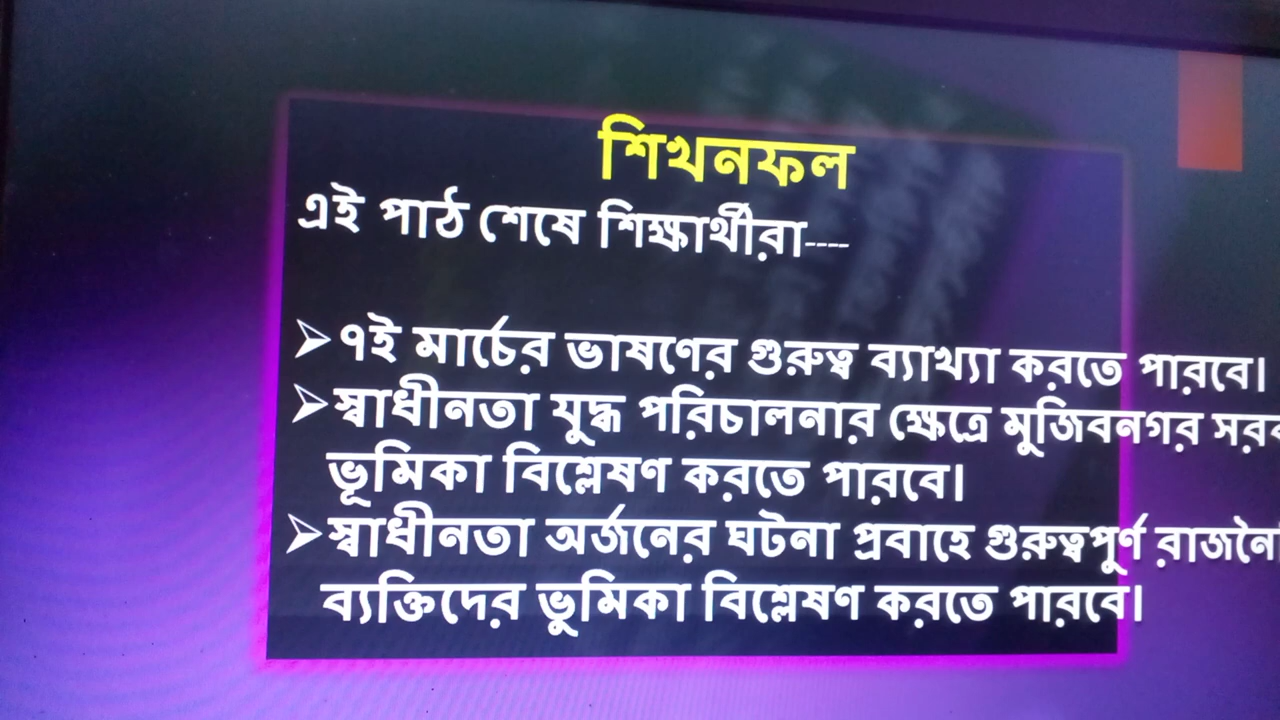 শিখনফল
এই পাঠ শেষে শিক্ষার্থীরা----
➢৭ই মার্চের ভাষণের গুরুত্ব ব্যাখ্যা করতে পারবে।
➢স্বাধীনতা যুদ্ধ পরিচালনার ক্ষেত্রে মুজিবনগর
ভূমিকা বিশ্লেষণ করতে পারবে।
➢স্বাধীনতা অর্জনের ঘটনা প্রবাহে গুরুত্বপুর্ণ
ব্যক্তিদের ভুমিকা বিশ্লেষণ করতে পারবে।